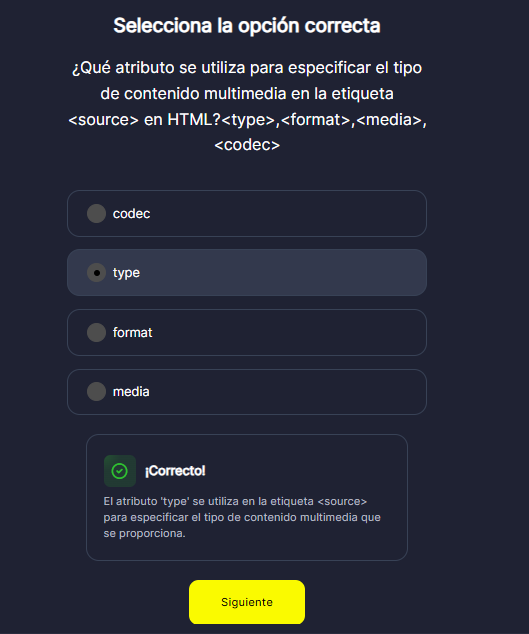 Selecciona la opción correcta
¿Qué atributo se utiliza para especificar el tipo
de contenido multimedia en la etiqueta
<source> en HTML?<type>,<format>,<media>,
<codec>
codec
type
format
media
¡Correcto!
El atributo 'type' se utiliza en la etiqueta <source>
para especificar el tipo de contenido multimedia que
se proporciona.
Siguiente